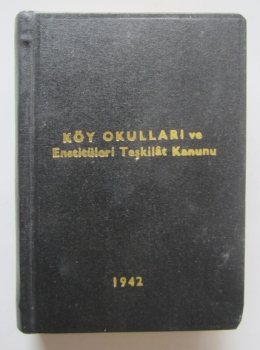 KÖY OKULLARI ve
Enstitüleri Teşkilât Kanunu
1942